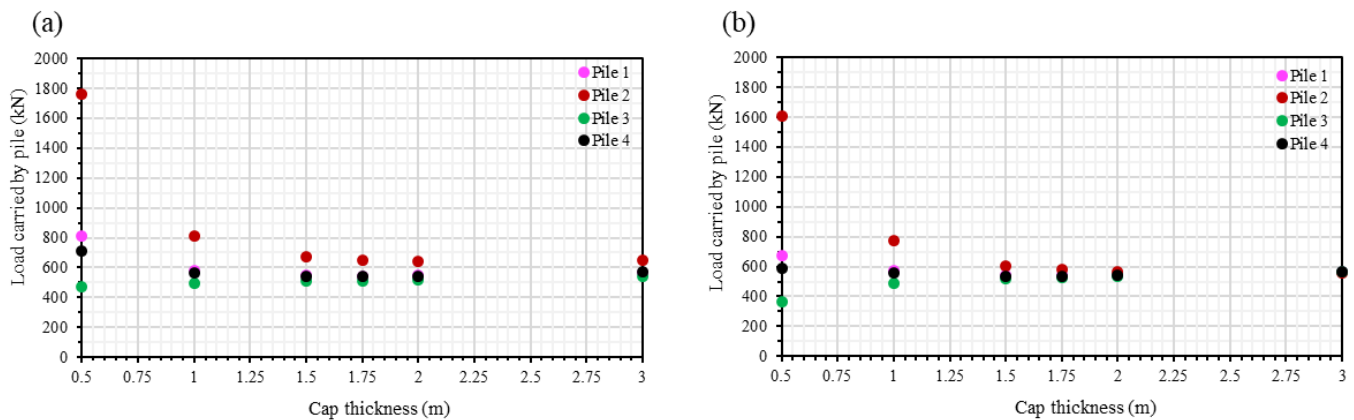 (a)
Load carried by pile (kN)
2000
1800
1600
1400
1200
1000
800
600
400
200
0
Pile 1
Pile 2
Pile 3
Pile 4
0.5 0.75 1 1.25 1.5 1.75 2 2.25 2.5 2.75 3
Cap thickness (m)
(b)
Load carried by pile (kN)
2000
1800
1600
1400
1200
1000
800
600
400
200
0
Pile 1
Pile 2
Pile 3
Pile 4
0.5 0.75 1 1.25 1.5 1.75 2 2.25 2.5 2.75 3
Cap thickness (m)